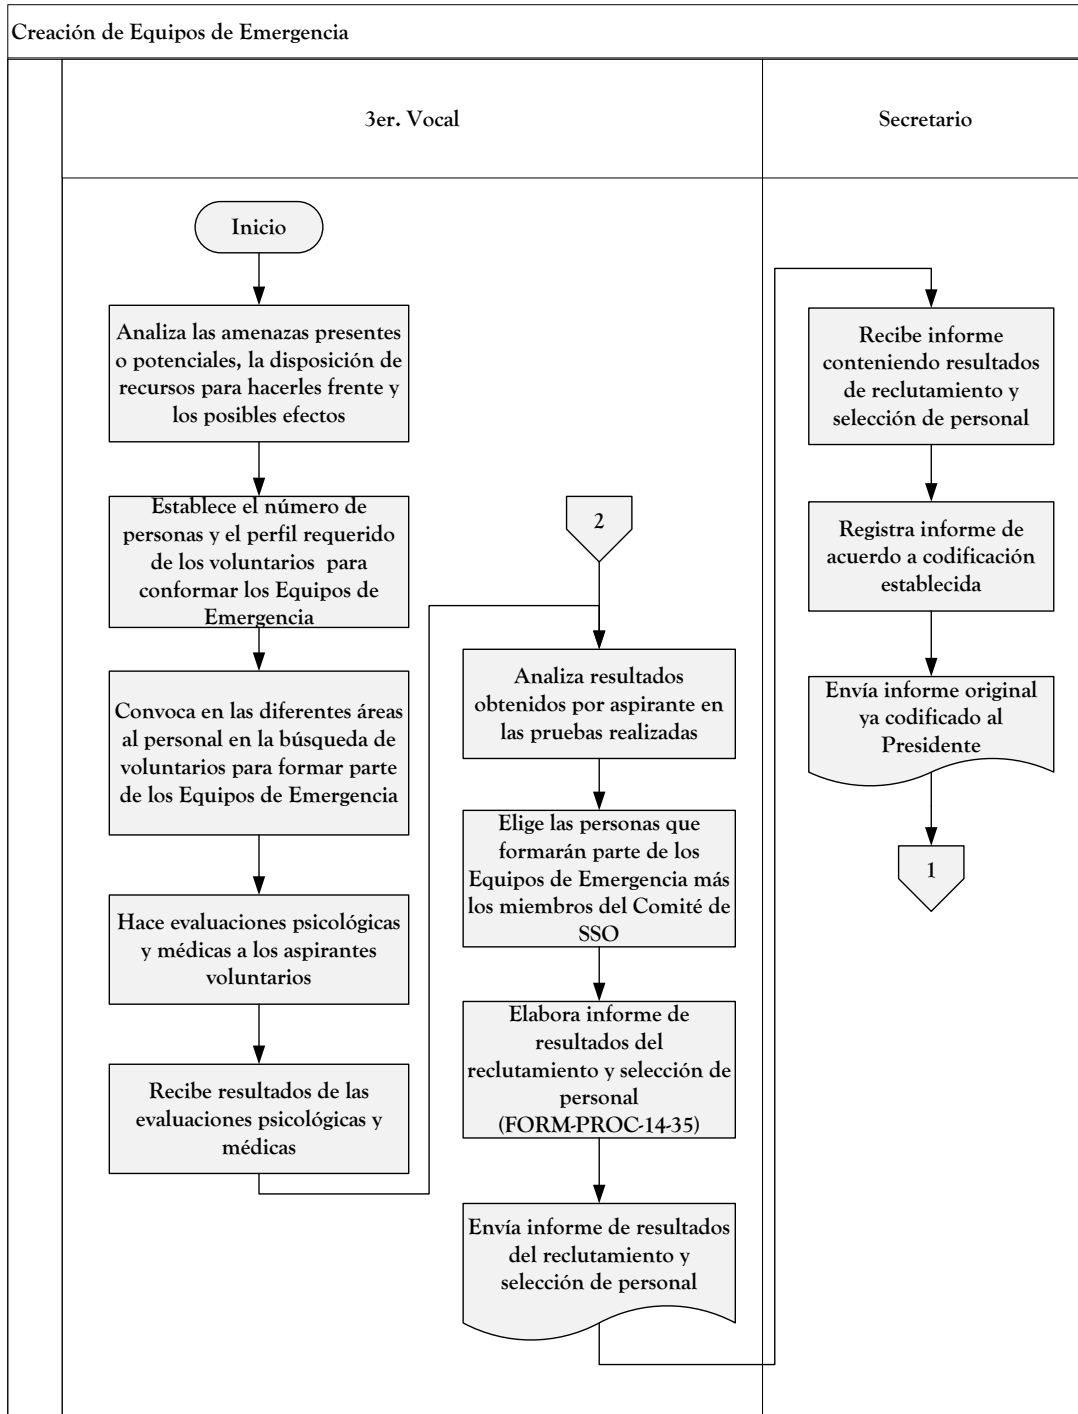 Creación de Equipos de Emergencia
3er. Vocal
Secretario
Inicio
Analiza las amenazas presentes
o potenciales, la disposición de
recursos para hacerles frente y
los posibles efectos
Establece el número de
personas y el perfil requerido
de los voluntarios para
conformar los Equipos de
Emergencia
Convoca en las diferentes áreas
al personal en la búsqueda de
voluntarios para formar parte
de los Equipos de Emergencia
Hace evaluaciones psicológicas
y médicas a los aspirantes
voluntarios
Recibe resultados de las
evaluaciones psicológicas y
médicas
2
Analiza resultados
obtenidos por aspirante en
las pruebas realizadas
Elige las personas que
formarán parte de los
Equipos de Emergencia más
los miembros del Comité de
SSO
Elabora informe de
resultados del
reclutamiento y selección de
personal
(FORM-PROC-14-35)
Envía informe de resultados
del reclutamiento y
selección de personal
Recibe informe
conteniendo resultados
de reclutamiento y
selección de personal
Registra informe de
acuerdo a codificación
establecida
Envía informe original
ya codificado al
Presidente
1